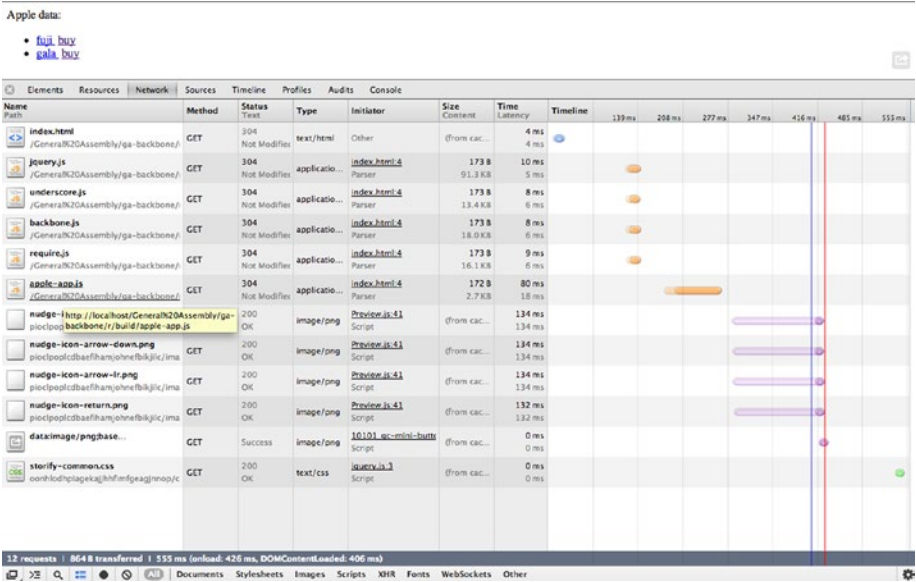 Apple data:
fuji buy
gala buy
Elements Resources Network Sources Timeline Profiles Audits Console
Name Path Method Status Text Type Initiator Size Content Time Latency Timeline 139 ms 208 ms 277 ms 347 ms 416 ms 485 ms 555 ms
index.html GET 304 text/html Other (from cac... 4 ms
/General%20Assembly/ga-backbone/ Not Modified 4 ms
jquery.js GET 304 applicatio... index.html:4 173 B 10 ms
/General%20Assembly/ga-backbone/ Not Modified Parser 91.3 KB 5 ms
underscore.js GET 304 applicatio... index.html:4 173 B 8 ms
/General%20Assembly/ga-backbone/ Not Modified Parser 13.4 KB 6 ms
backbone.js GET 304 applicatio... index.html:4 173 B 8 ms
/General%20Assembly/ga-backbone/ Not Modified Parser 18.0 KB 6 ms
require.js GET 304 applicatio... index.html:4 173 B 9 ms
/General%20Assembly/ga-backbone/ Not Modified Parser 16.1 KB 6 ms
apple-app.js GET 304 applicatio... index.html:4 172 B 80 ms
/General%20Assembly/ga-backbone/ Not Modified Parser 2.7 KB 18 ms
http://localhost/General%20Assembly/ga-
backbone/r/build/apple-app.js
nudge-i GET 200 image/png Preview.js:41 (from cac... 134 ms
pioclpop OK Script 134 ms
nudge-icon-arrow-down.png GET 200 image/png Preview.js:41 (from cac... 134 ms
pioclpoplcdbaefihamjohnefbikjilc/ima OK Script 134 ms
nudge-icon-arrow-lr.png GET 200 image/png Preview.js:41 (from cac... 134 ms
pioclpoplcdbaefihamjohnefbikjilc/ima OK Script 134 ms
nudge-icon-return.png GET 200 image/png Preview.js:41 (from cac... 132 ms
pioclpoplcdbaefihamjohnefbikjilc/ima OK Script 132 ms
data:image/png;base... GET Success image/png 10101_gc-mini-butto (from cac... 0 ms
Script 0 ms
storify-common.css GET 200 text/css jquery.js:3 (from cac... 0 ms
OK Script 0 ms
12 requests | 864 B transferred | 555 ms (onload: 426 ms, DOMContentLoaded: 406 ms)
All Documents Stylesheets Images Scripts XHR Fonts WebSockets Other